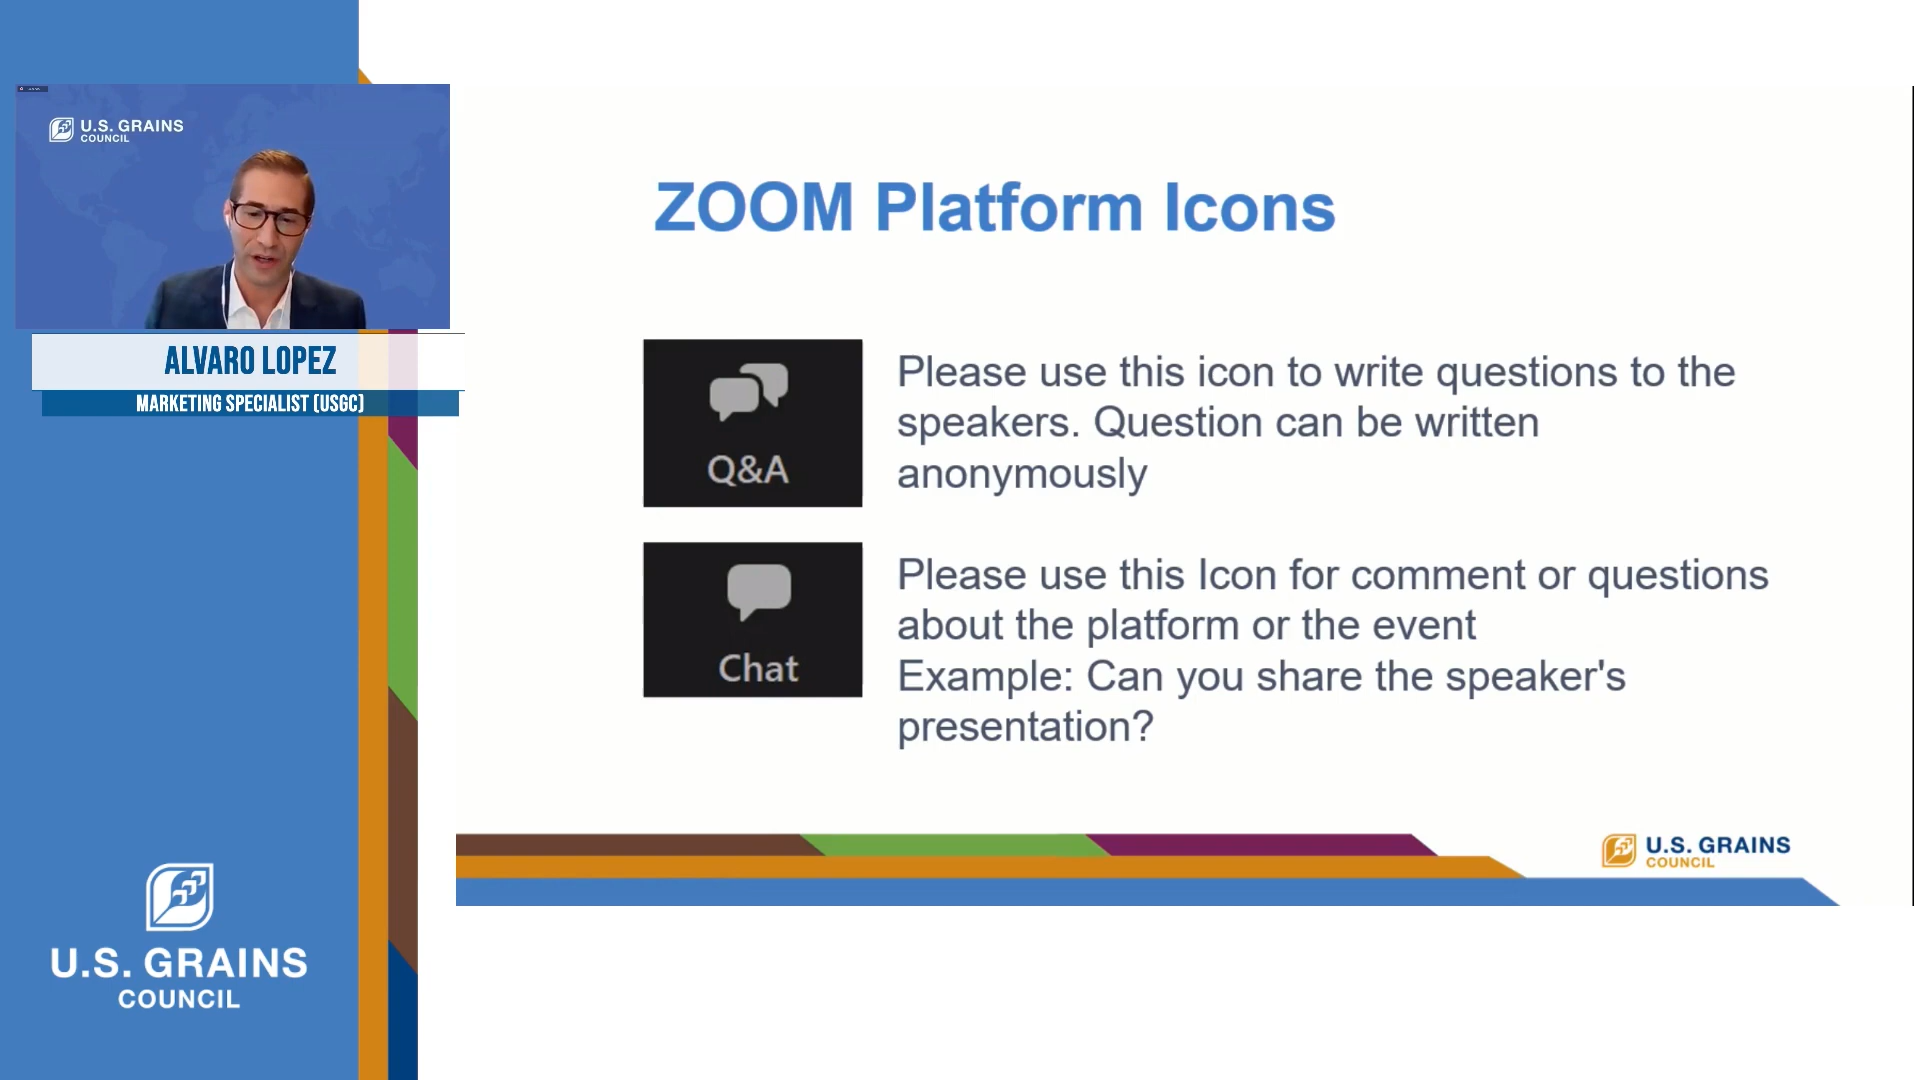 U.S. GRAINS
COUNCIL
ALVARO LOPEZ
MARKETING SPECIALIST (USGC)
U.S. GRAINS
COUNCIL
ZOOM Platform Icons
Q&A
Please use this icon to write questions to the
speakers. Question can be written
anonymously
Chat
Please use this Icon for comment or questions
about the platform or the event
Example: Can you share the speaker's
presentation?
U.S. GRAINS
COUNCIL